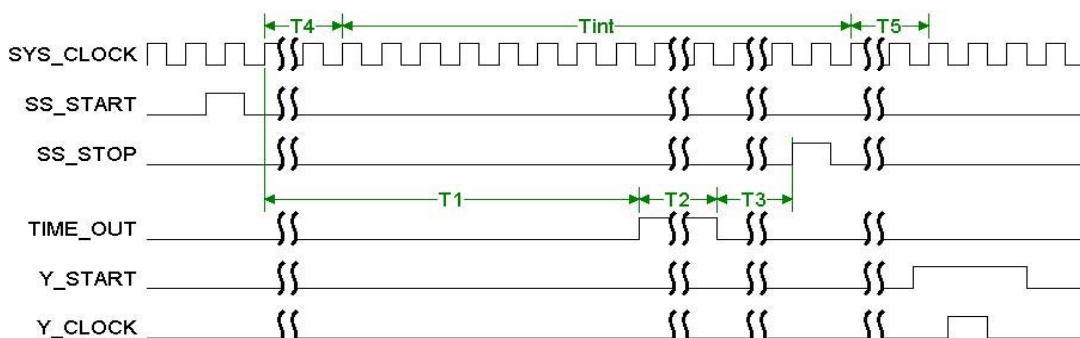 T4 Tint T5
SYS_CLOCK
SS_START
SS_STOP
T1 T2 T3
TIME_OUT
Y_START
Y_CLOCK